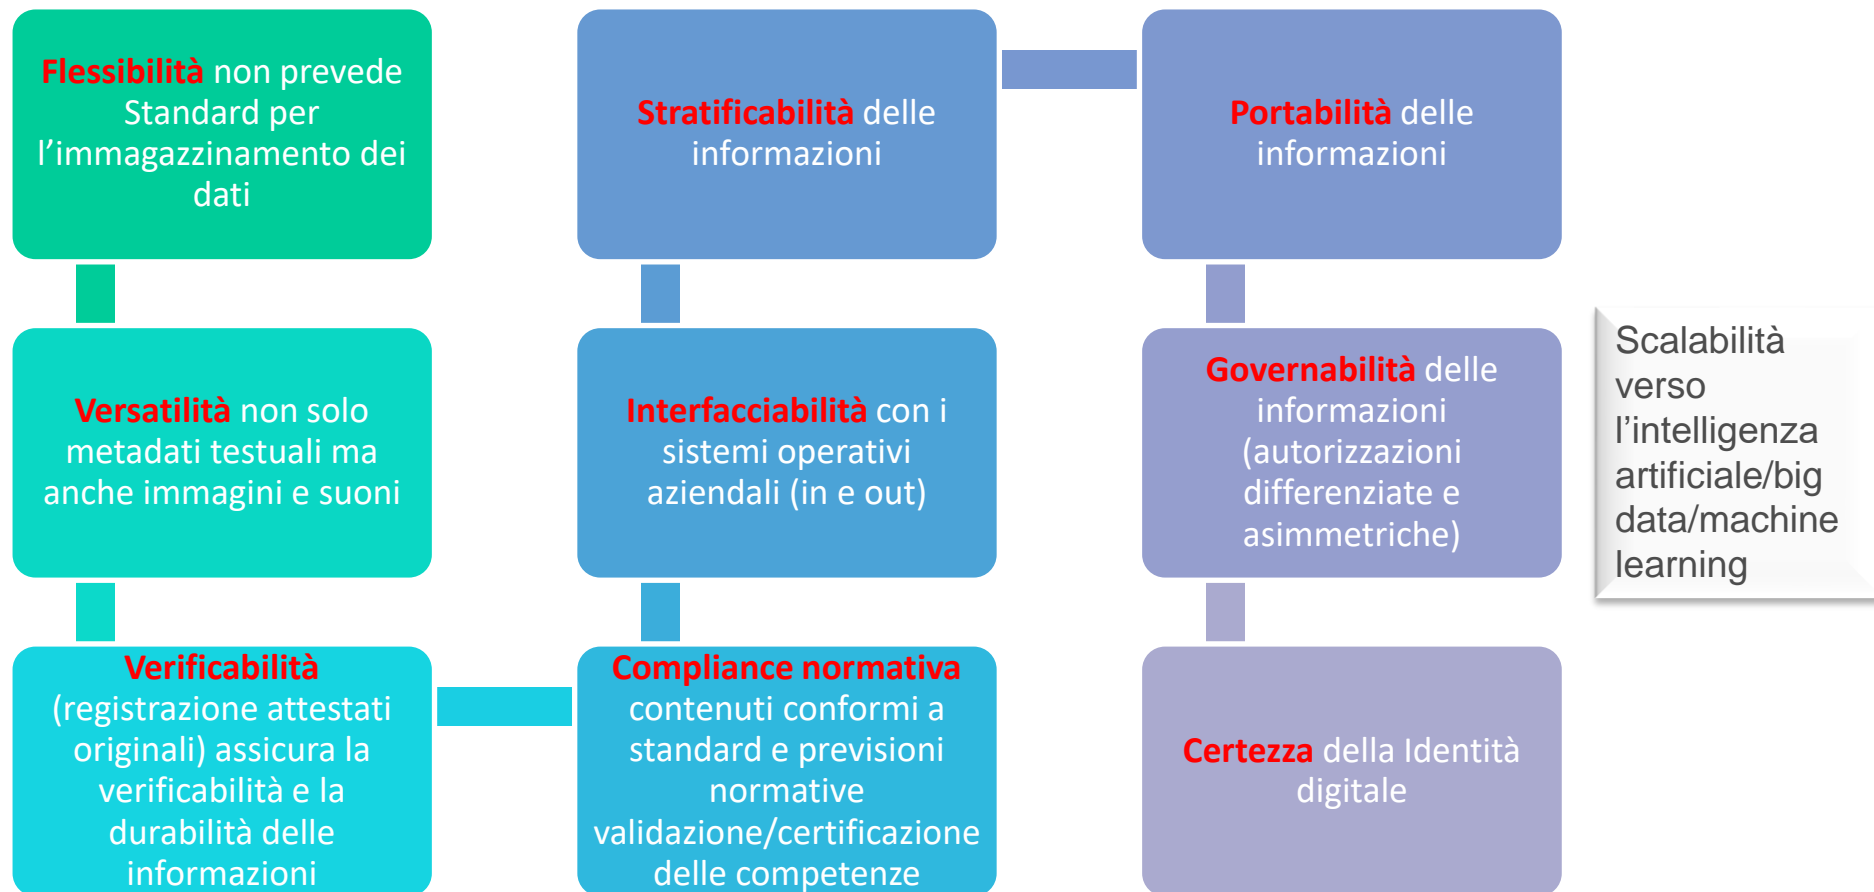 Flessibilità non prevede
Standard per
l’immagazzinamento dei
dati
Versatilità non solo
metadati testuali ma
anche immagini e suoni
Verificabilità
(registrazione attestati
originali) assicura la
verificabilità e la
durabilità delle
informazioni
Compliance normativa
contenuti conformi a
standard e previsioni
normative
validazione/certificazione
delle competenze
Interfacciabilità con i
sistemi operativi
aziendali (in e out)
Stratificabilità delle
informazioni
Portabilità delle
informazioni
Governabilità delle
informazioni
(autorizzazioni
differenziate e
asimmetriche)
Certezza della Identità
digitale
Scalabilità
verso
l’intelligenza
artificiale/big
data/machine
learning